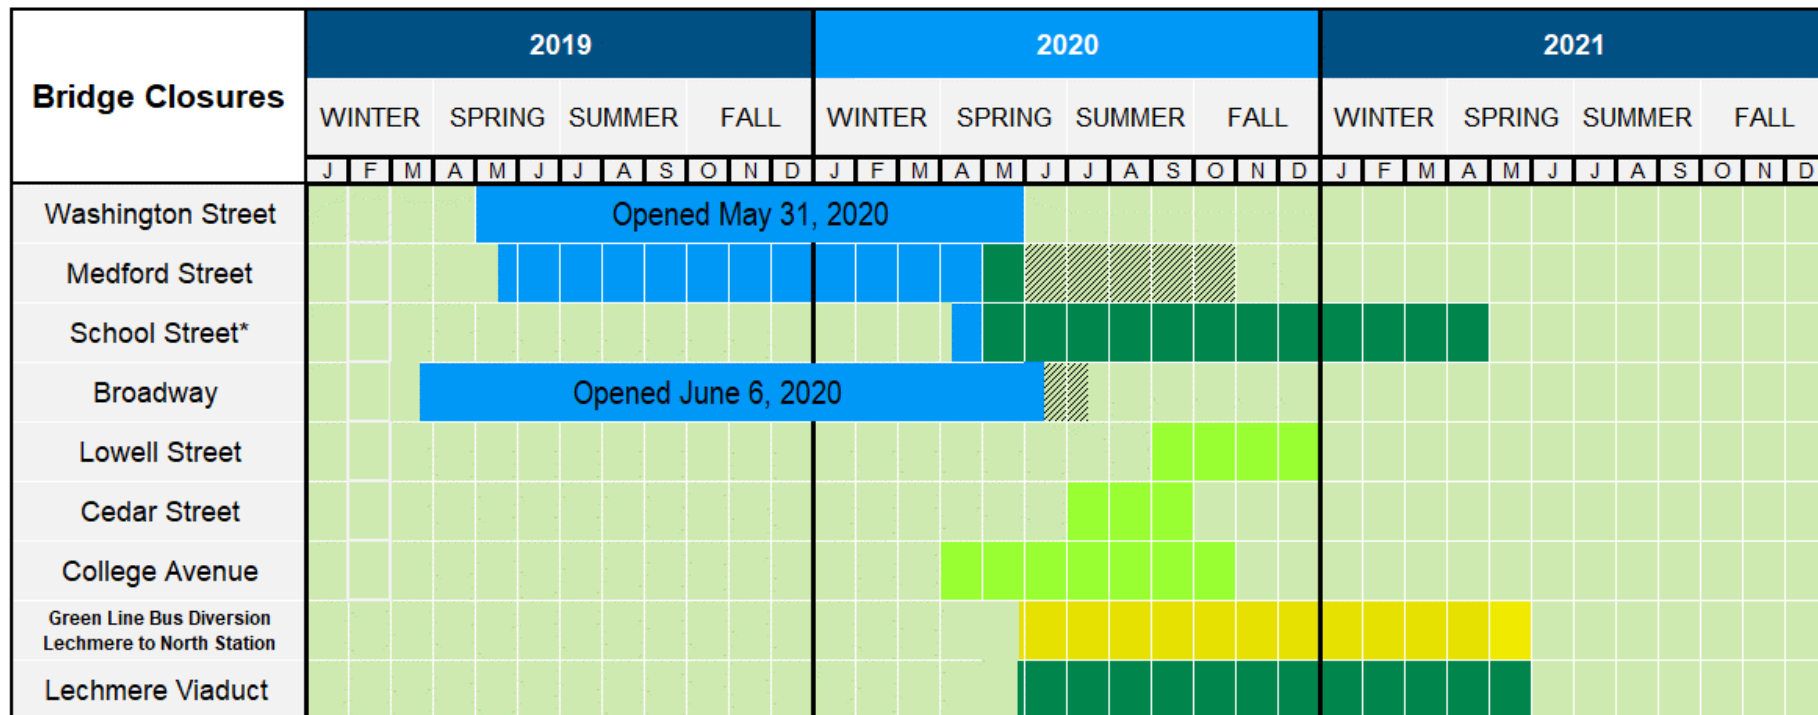 2019 2020 2021
Bridge Closures
WINTER SPRING SUMMER FALL WINTER SPRING SUMMER FALL WINTER SPRING SUMMER FALL
J F M A M J J A S O N D J F M A M J J A S O N D J F M A M J J A S O N D
Washington Street Opened May 31, 2020
Medford Street
School Street*
Broadway Opened June 6, 2020
Lowell Street
Cedar Street
College Avenue
Green Line Bus Diversion
Lechmere to North Station
Lechmere Viaduct